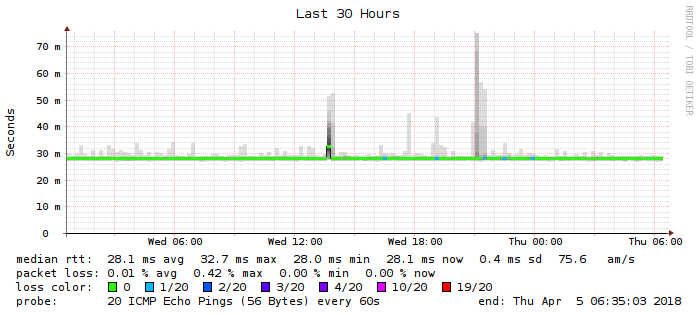 Last 30 Hours
RRDTOOL / TOBI OETIKER
Seconds
70 m
60 m
50 m
40 m
30 m
20 m
10 m
0
Wed 06:00 Wed 12:00 Wed 18:00 Thu 00:00 Thu 06:00
median rtt: 28.1 ms avg 32.7 ms max 28.0 ms min 28.1 ms now 0.4 ms sd 75.6 am/s
packet loss: 0.01 % avg 0.42 % max 0.00 % min 0.00 % now
loss color: 0 1/20 2/20 3/20 4/20 10/20 19/20
probe: 20 ICMP Echo Pings (56 Bytes) every 60s end: Thu Apr 5 06:35:03 2018